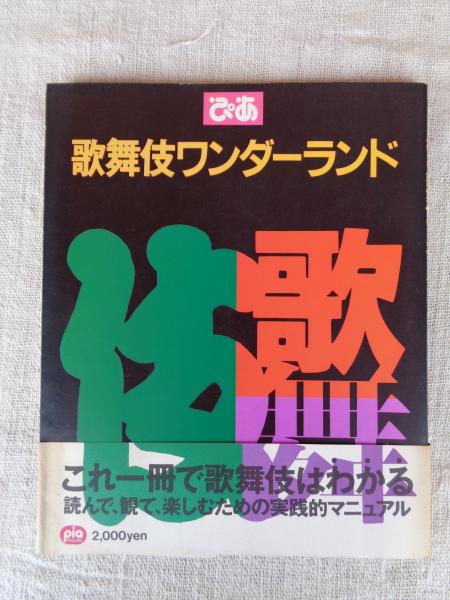 ぴあ
歌舞伎ワンダーランド
歌舞
伎
これ一冊で歌舞伎はわかる
読んで、観て、楽しむための実践的マニュアル
pia
2,000yen